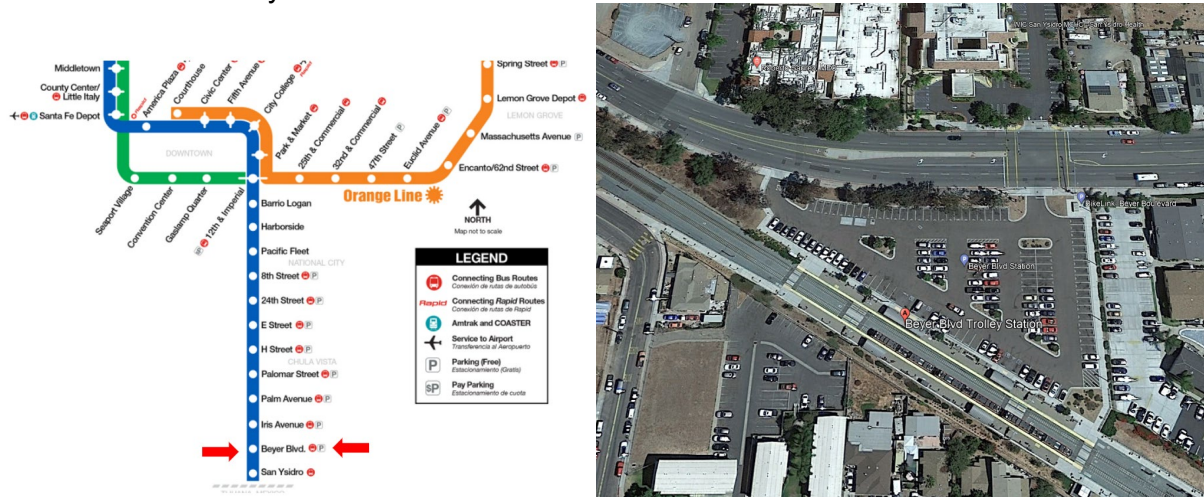 Middletown
County Center/
Little Italy
Santa Fe Depot
America Plaza
Courthouse
Civic Center
Fifth Avenue
City College
Park & Market
25th & Commercial
32nd & Commercial
47th Street P
Euclid Avenue P
Spring Street P
Lemon Grove Depot
LEMON GROVE
Massachusetts Avenue P
Encanto/62nd Street P
Orange Line
DOWNTOWN
Seaport Village
Convention Center
Gaslamp Quarter
$P 12th & Imperial
Barrio Logan
Harborside
Pacific Fleet
NATIONAL CITY
8th Street P
24th Street P
E Street P
H Street P
CHULA VISTA
Palomar Street P
Palm Avenue P
Iris Avenue P
Beyer Blvd. P
San Ysidro
NORTH
Map not to scale
LEGEND
Connecting Bus Routes
Conexión de rutas de autobús
Rapid Connecting Rapid Routes
Conexión de rutas de Rapid
Amtrak and COASTER
Service to Airport
Transferencia al Aeropuerto
P Parking (Free)
Estacionamiento (Gratis)
$P Pay Parking
Estacionamiento de cuota
WIC San Ysidro
San Ysidro Health
BikeLink: Beyer Boulevard
P Beyer Blvd Station
A
Beyer Blvd Trolley Station